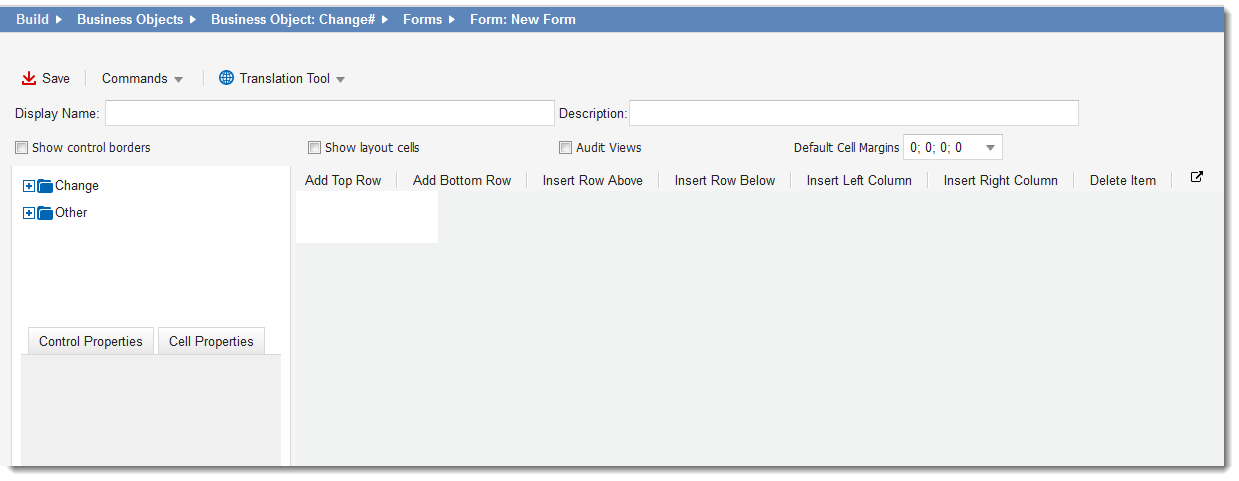 Build Business Objects Business Object: Change# Forms Form: New Form
Save Commands Translation Tool
Display Name: Description:
Show control borders Show layout cells Audit Views Default Cell Margins 0; 0; 0; 0
Add Top Row Add Bottom Row Insert Row Above Insert Row Below Insert Left Column Insert Right Column Delete Item
Change
Other
Control Properties Cell Properties